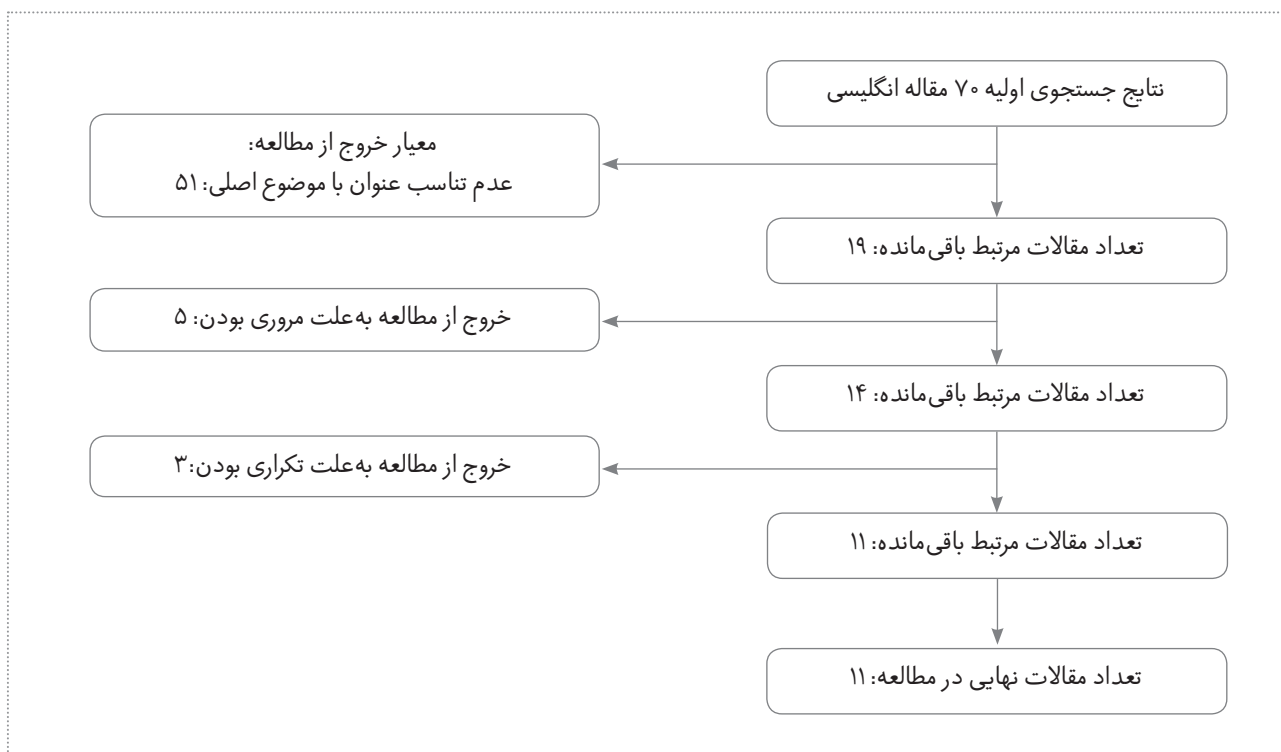 نتایج جستجوی اولیه ۷۰ مقاله انگلیسی
معیار خروج از مطالعه:
عدم تناسب عنوان با موضوع اصلی: ۵۱
تعداد مقالات مرتبط باقی‌مانده: ۱۹
خروج از مطالعه به‌علت مروری بودن: ۵
تعداد مقالات مرتبط باقی‌مانده: ۱۴
خروج از مطالعه به‌علت تکراری بودن:۳
تعداد مقالات مرتبط باقی‌مانده: ۱۱
تعداد مقالات نهایی در مطالعه: ۱۱